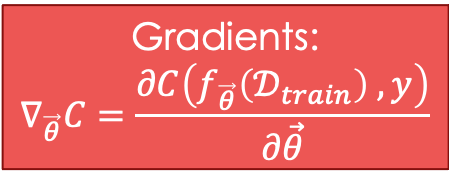 Gradients:
∇_θ⃗ C = ∂C(f_θ⃗(𝒟_train), y) / ∂θ⃗